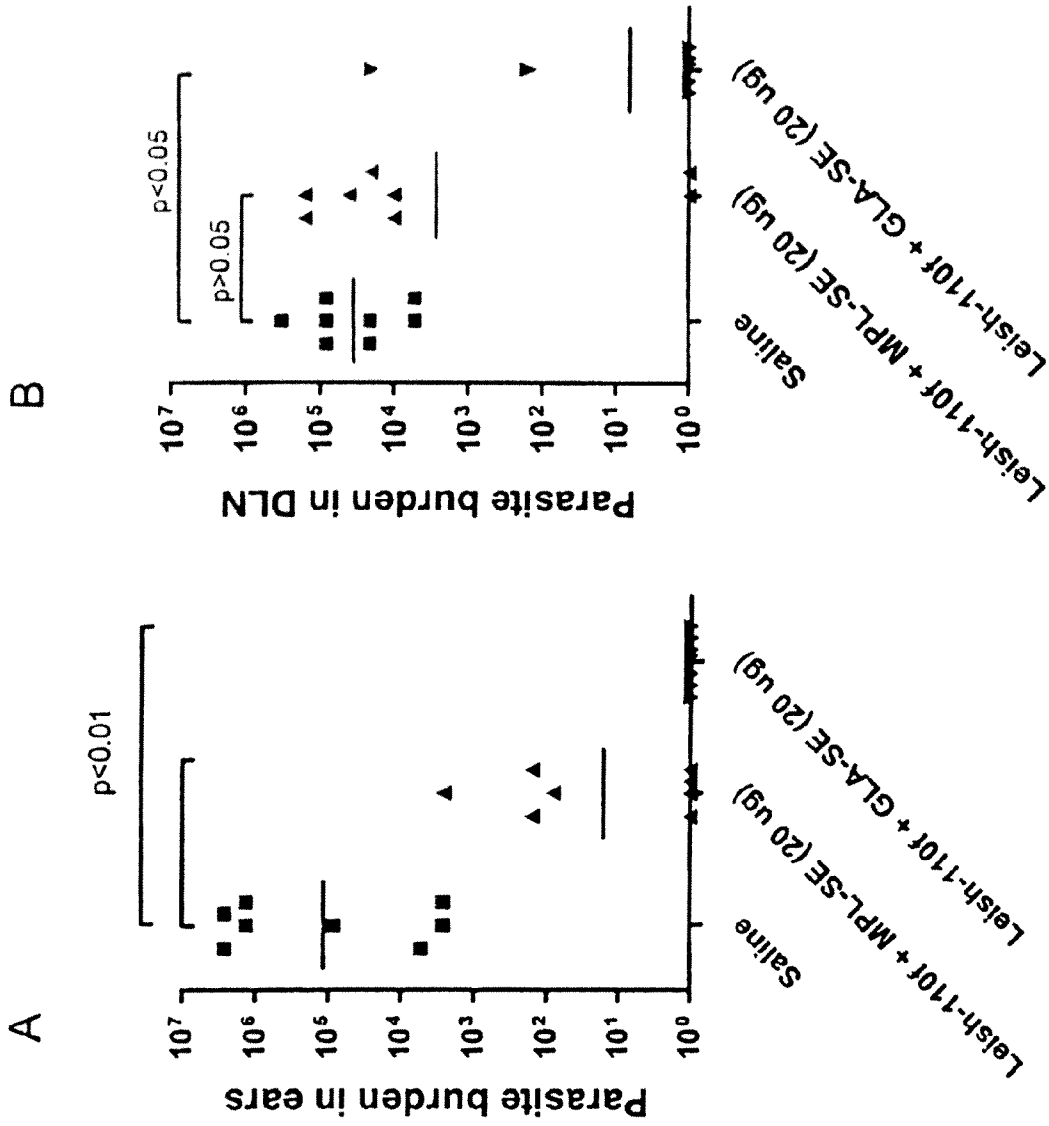 A
p<0.01
10⁷
10⁶
10⁵
10⁴
10³
10²
10¹
10⁰
Parasite burden in ears
Saline
Leish-110f + MPL-SE (20 ug)
Leish-110f + GLA-SE (20 ug)
B
p<0.05
p>0.05
10⁷
10⁶
10⁵
10⁴
10³
10²
10¹
10⁰
Parasite burden in DLN
Saline
Leish-110f + MPL-SE (20 ug)
Leish-110f + GLA-SE (20 ug)